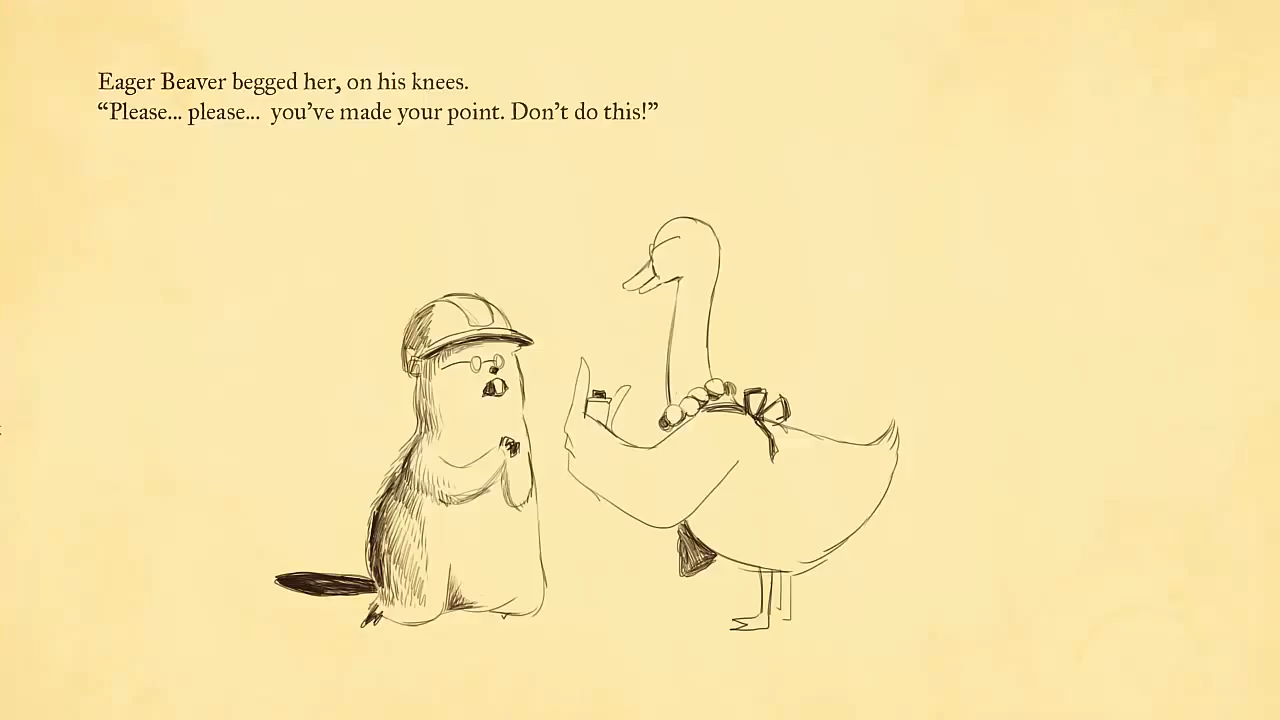 Eager Beaver begged her, on his knees.
“Please... please...  you’ve made your point. Don’t do this!”